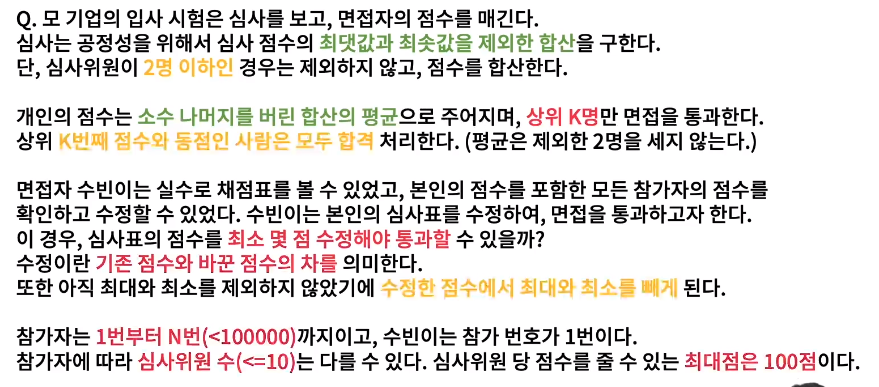 Q. 모 기업의 입사 시험은 심사를 보고, 면접자의 점수를 매긴다.
심사는 공정성을 위해서 심사 점수의 최댓값과 최솟값을 제외한 합산을 구한다.
단, 심사위원이 2명 이하인 경우는 제외하지 않고, 점수를 합산한다.
개인의 점수는 소수 나머지를 버린 합산의 평균으로 주어지며, 상위 K명만 면접을 통과한다.
상위 K번째 점수와 동점인 사람은 모두 합격 처리한다. (평균은 제외한 2명을 세지 않는다.)
면접자 수빈이는 실수로 채점표를 볼 수 있었고, 본인의 점수를 포함한 모든 참가자의 점수를
확인하고 수정할 수 있었다. 수빈이는 본인의 심사표를 수정하여, 면접을 통과하고자 한다.
이 경우, 심사표의 점수를 최소 몇 점 수정해야 통과할 수 있을까?
수정이란 기존 점수와 바꾼 점수의 차를 의미한다.
또한 아직 최대와 최소를 제외하지 않았기에 수정한 점수에서 최대와 최소를 빼게 된다.
참가자는 1번부터 N번(<100000)까지이고, 수빈이는 참가 번호가 1번이다.
참가자에 따라 심사위원 수(<=10)는 다를 수 있다. 심사위원 당 점수를 줄 수 있는 최대점은 100점이다.